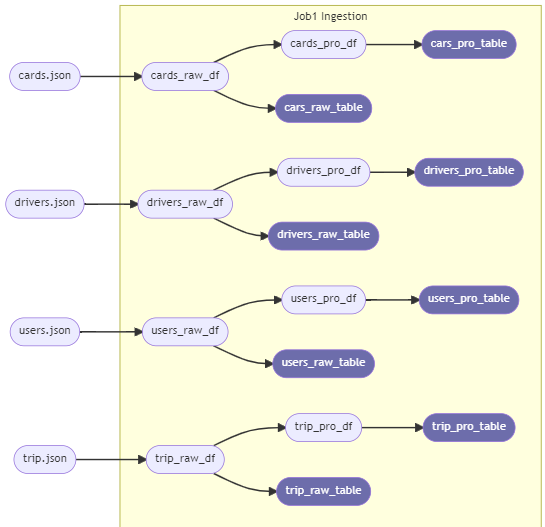 Job1 Ingestion
cards_pro_df
cars_pro_table
cards.json
cards_raw_df
cars_raw_table
drivers_pro_df
drivers_pro_table
drivers.json
drivers_raw_df
drivers_raw_table
users_pro_df
users_pro_table
users.json
users_raw_df
users_raw_table
trip_pro_df
trip_pro_table
trip.json
trip_raw_df
trip_raw_table